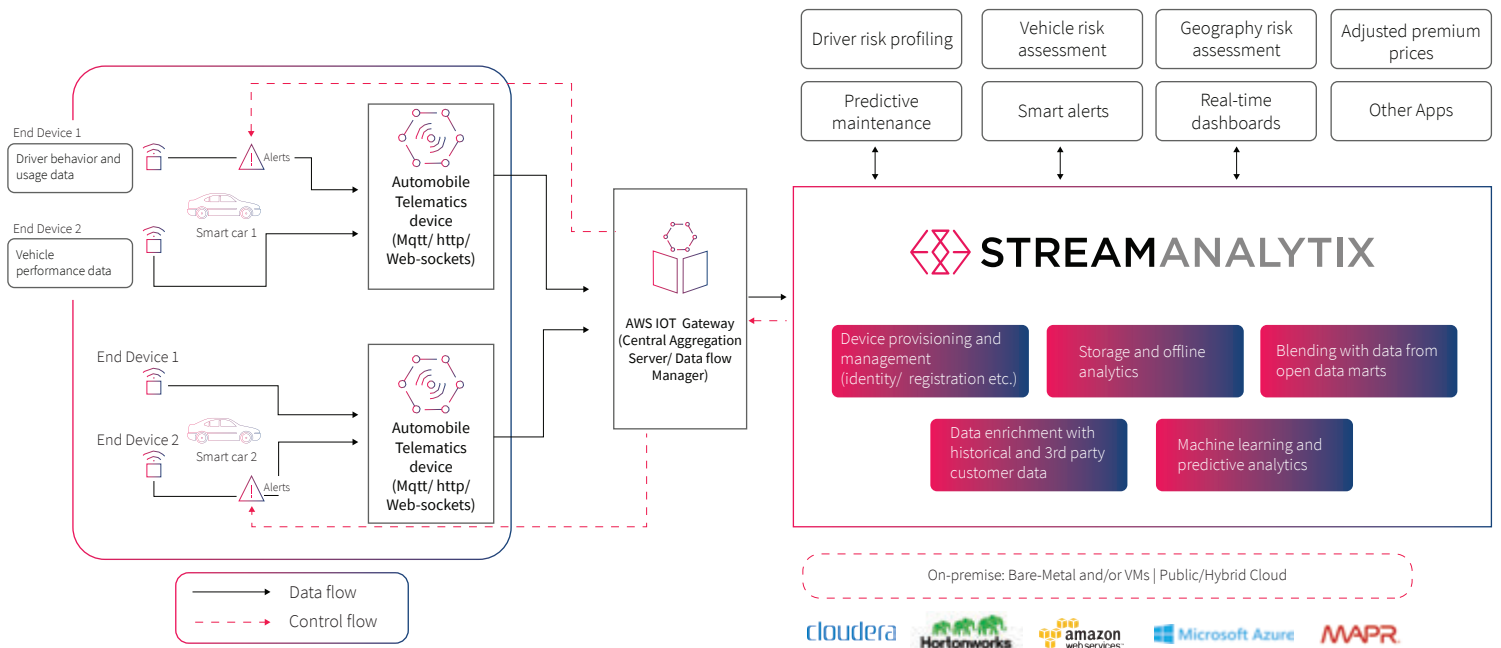 End Device 1
Driver behavior and
usage data
Alerts
Smart car 1
End Device 2
Vehicle
performance data
Automobile
Telematics
device
(Mqtt/ http/
Web-sockets)
End Device 1
End Device 2
Smart car 2
Alerts
Automobile
Telematics
device
(Mqtt/ http/
Web-sockets)
Data flow
Control flow
AWS IOT Gateway
(Central Aggregation
Server/ Data flow
Manager)
Driver risk profiling
Vehicle risk
assessment
Geography risk
assessment
Adjusted premium
prices
Predictive
maintenance
Smart alerts
Real-time
dashboards
Other Apps
STREAMANALYTIX
Device provisioning and
management
(identity/ registration etc.)
Storage and offline
analytics
Blending with data from
open data marts
Data enrichment with
historical and 3rd party
customer data
Machine learning and
predictive analytics
On-premise: Bare-Metal and/or VMs | Public/Hybrid Cloud
cloudera
Hortonworks
amazon
webservices™
Microsoft Azure
MAPR